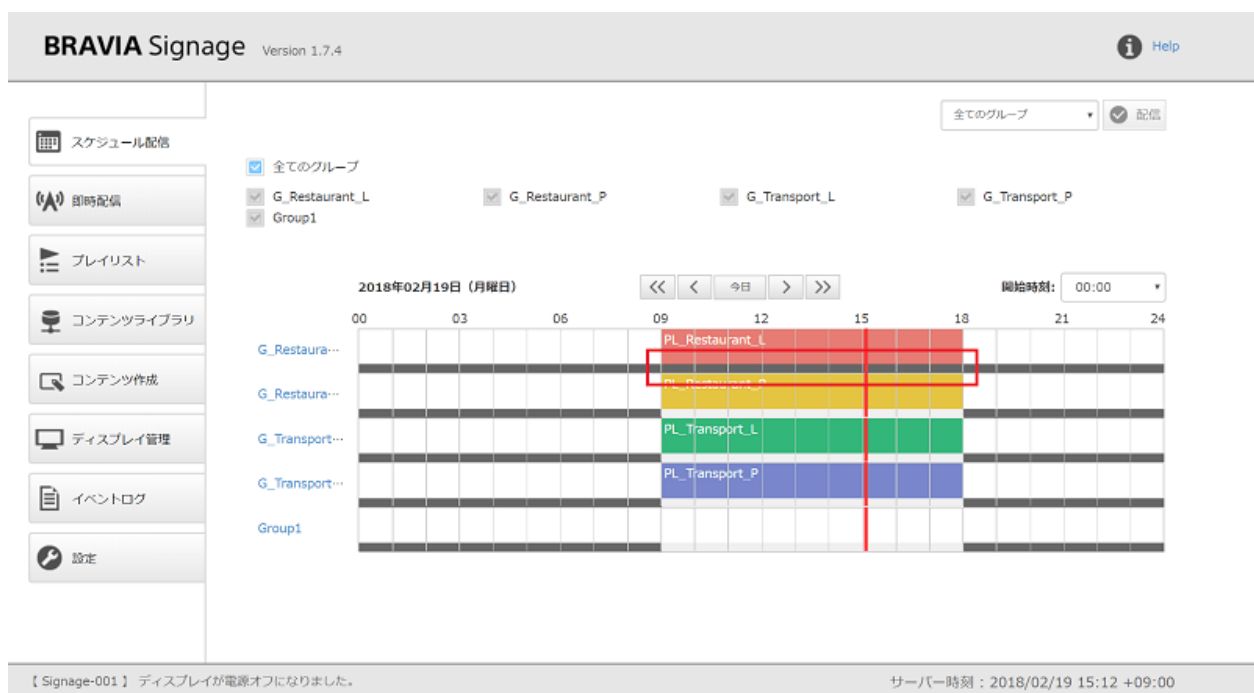 BRAVIA Signage Version 1.7.4
Help
全てのグループ
配信
スケジュール配信
即時配信
プレイリスト
コンテンツライブラリ
コンテンツ作成
ディスプレイ管理
イベントログ
設定
全てのグループ
G_Restaurant_L G_Restaurant_P G_Transport_L G_Transport_P
Group1
2018年02月19日（月曜日） 今日 開始時刻: 00:00
00 03 06 09 12 15 18 21 24
G_Restaura… PL_Restaurant_L
G_Restaura… PL_Restaurant_P
G_Transport… PL_Transport_L
G_Transport… PL_Transport_P
Group1
【 Signage-001 】 ディスプレイが電源オフになりました。
サーバー時刻 : 2018/02/19 15:12 +09:00